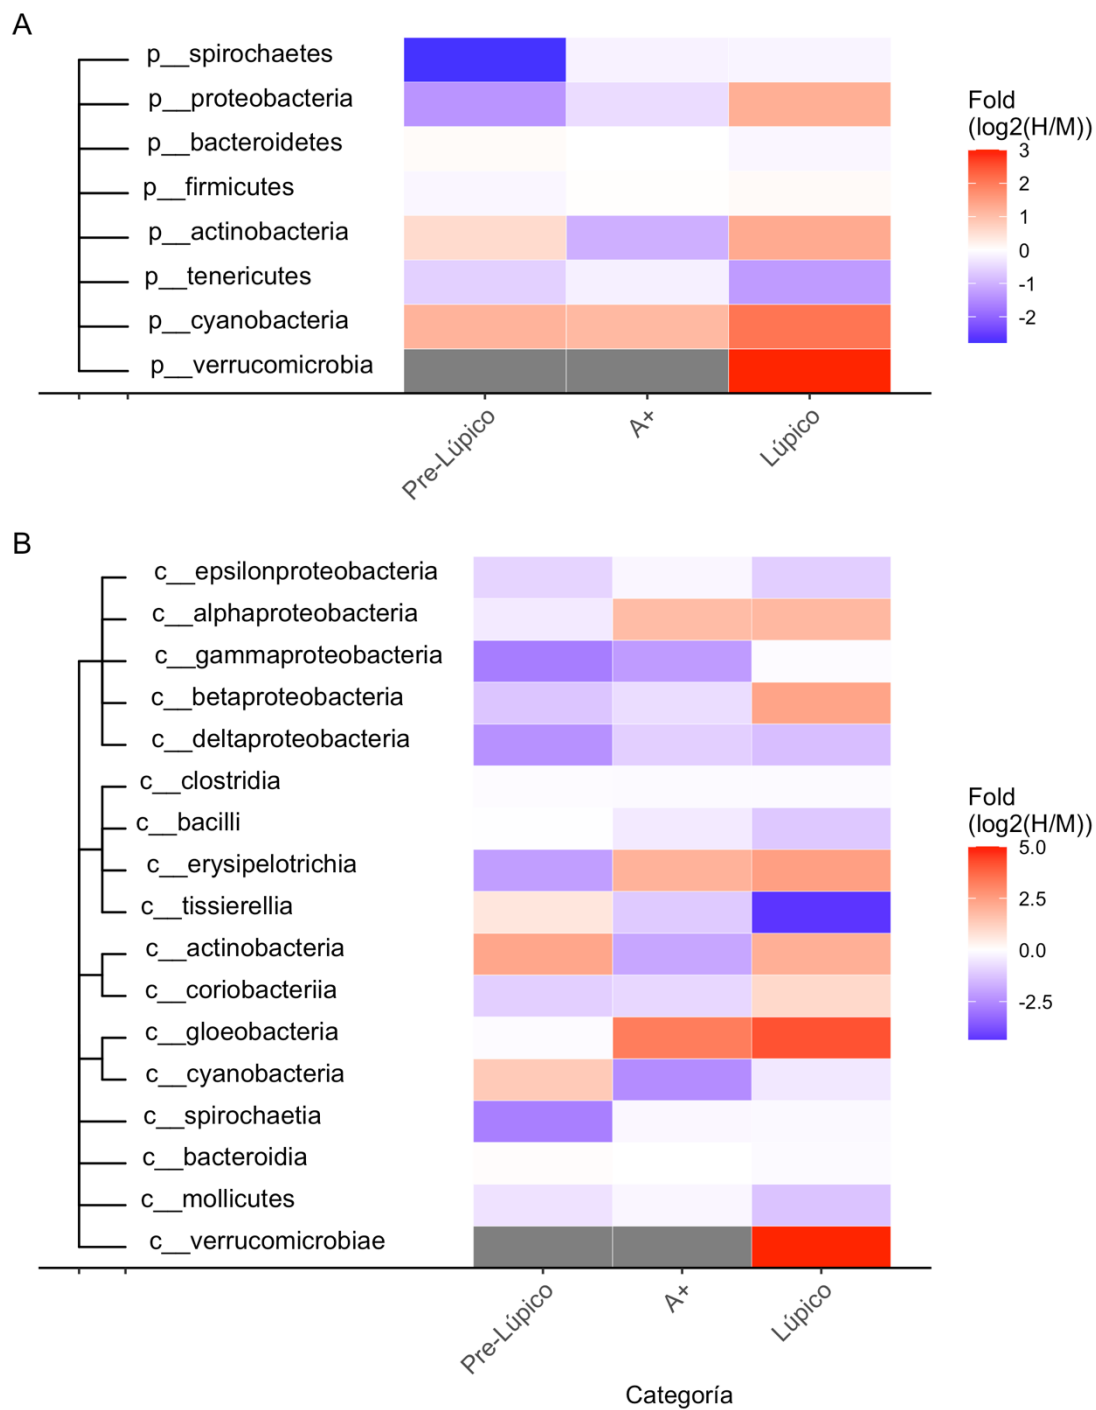 A
p__spirochaetes
p__proteobacteria
p__bacteroidetes
p__firmicutes
p__actinobacteria
p__tenericutes
p__cyanobacteria
p__verrucomicrobia
Pre-Lúpico
A+
Lúpico
Fold
(log2(H/M))
3
2
1
0
-1
-2
B
c__epsilonproteobacteria
c__alphaproteobacteria
c__gammaproteobacteria
c__betaproteobacteria
c__deltaproteobacteria
c__clostridia
c__bacilli
c__erysipelotrichia
c__tissierellia
c__actinobacteria
c__coriobacteriia
c__gloeobacteria
c__cyanobacteria
c__spirochaetia
c__bacteroidia
c__mollicutes
c__verrucomicrobiae
Pre-Lúpico
A+
Lúpico
Categoría
Fold
(log2(H/M))
5.0
2.5
0.0
-2.5